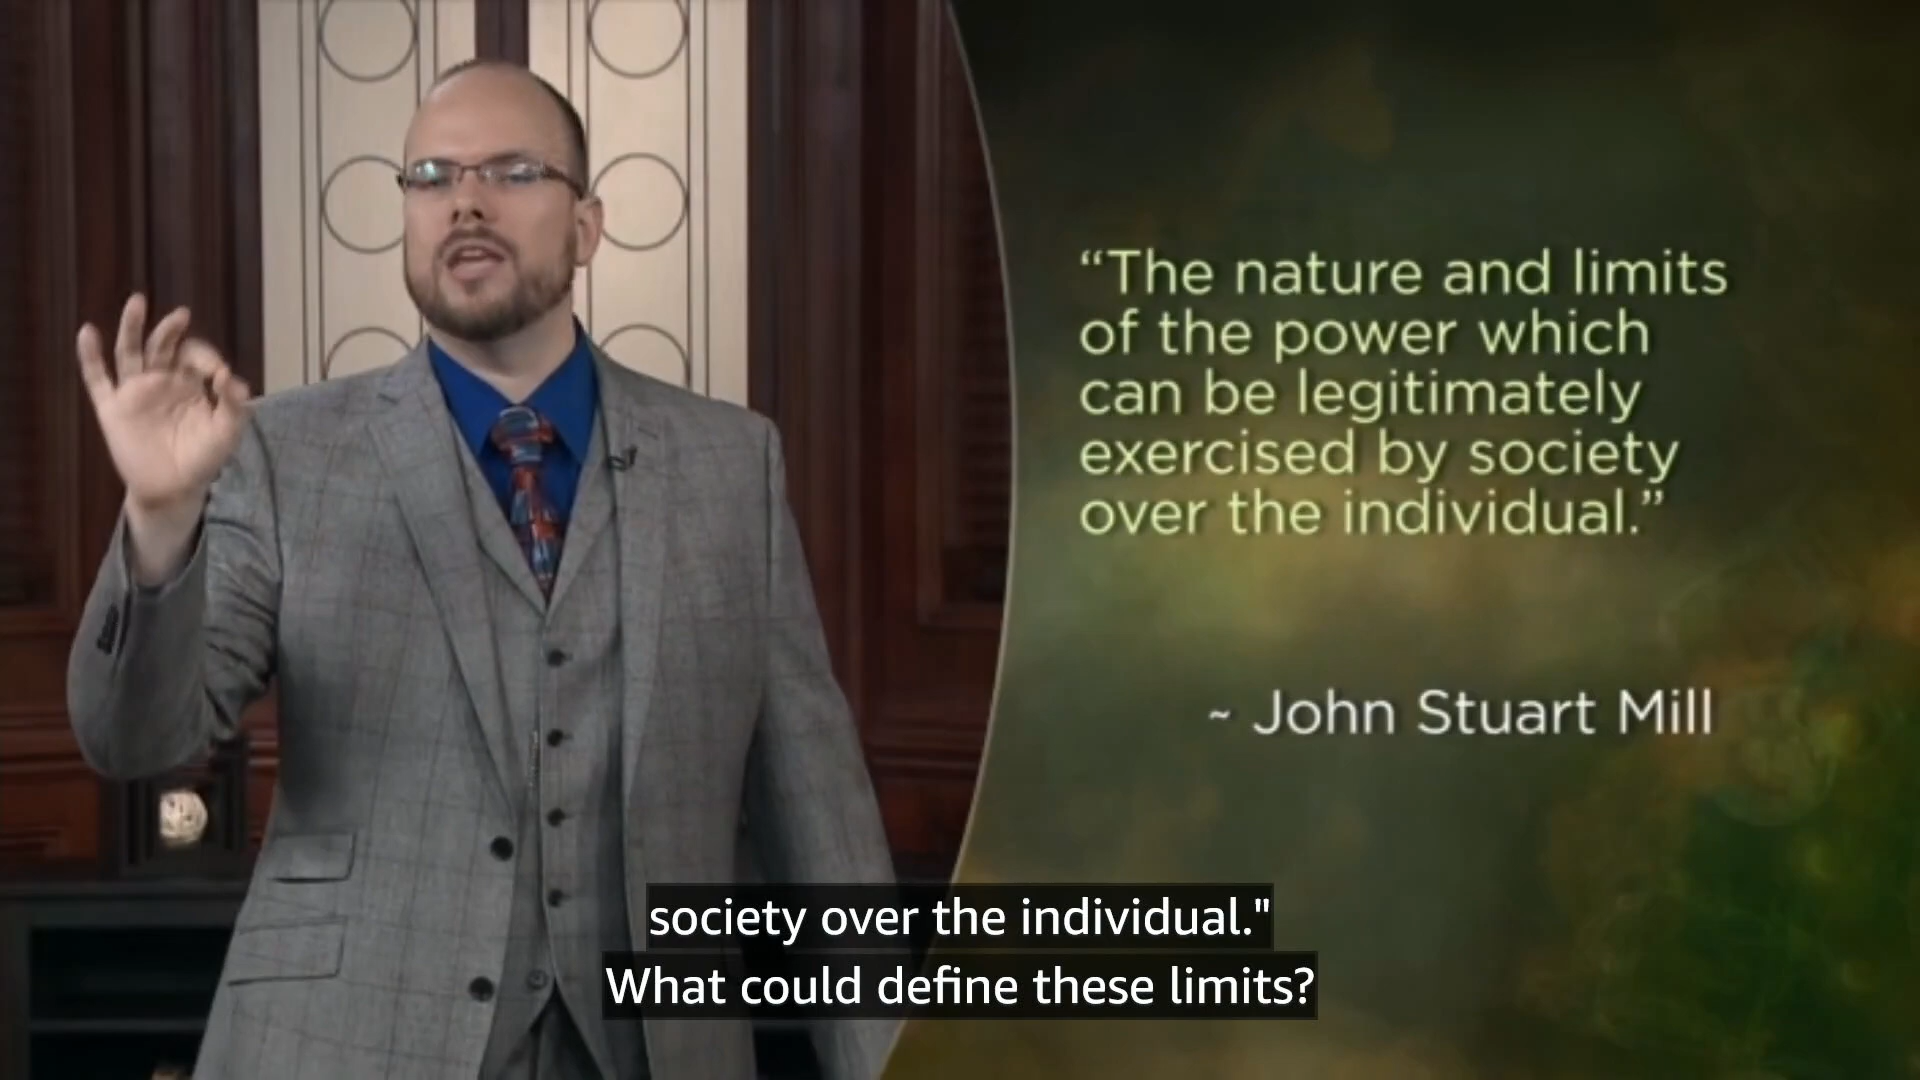 “The nature and limits
of the power which
can be legitimately
exercised by society
over the individual.”
~ John Stuart Mill
society over the individual."
What could define these limits?